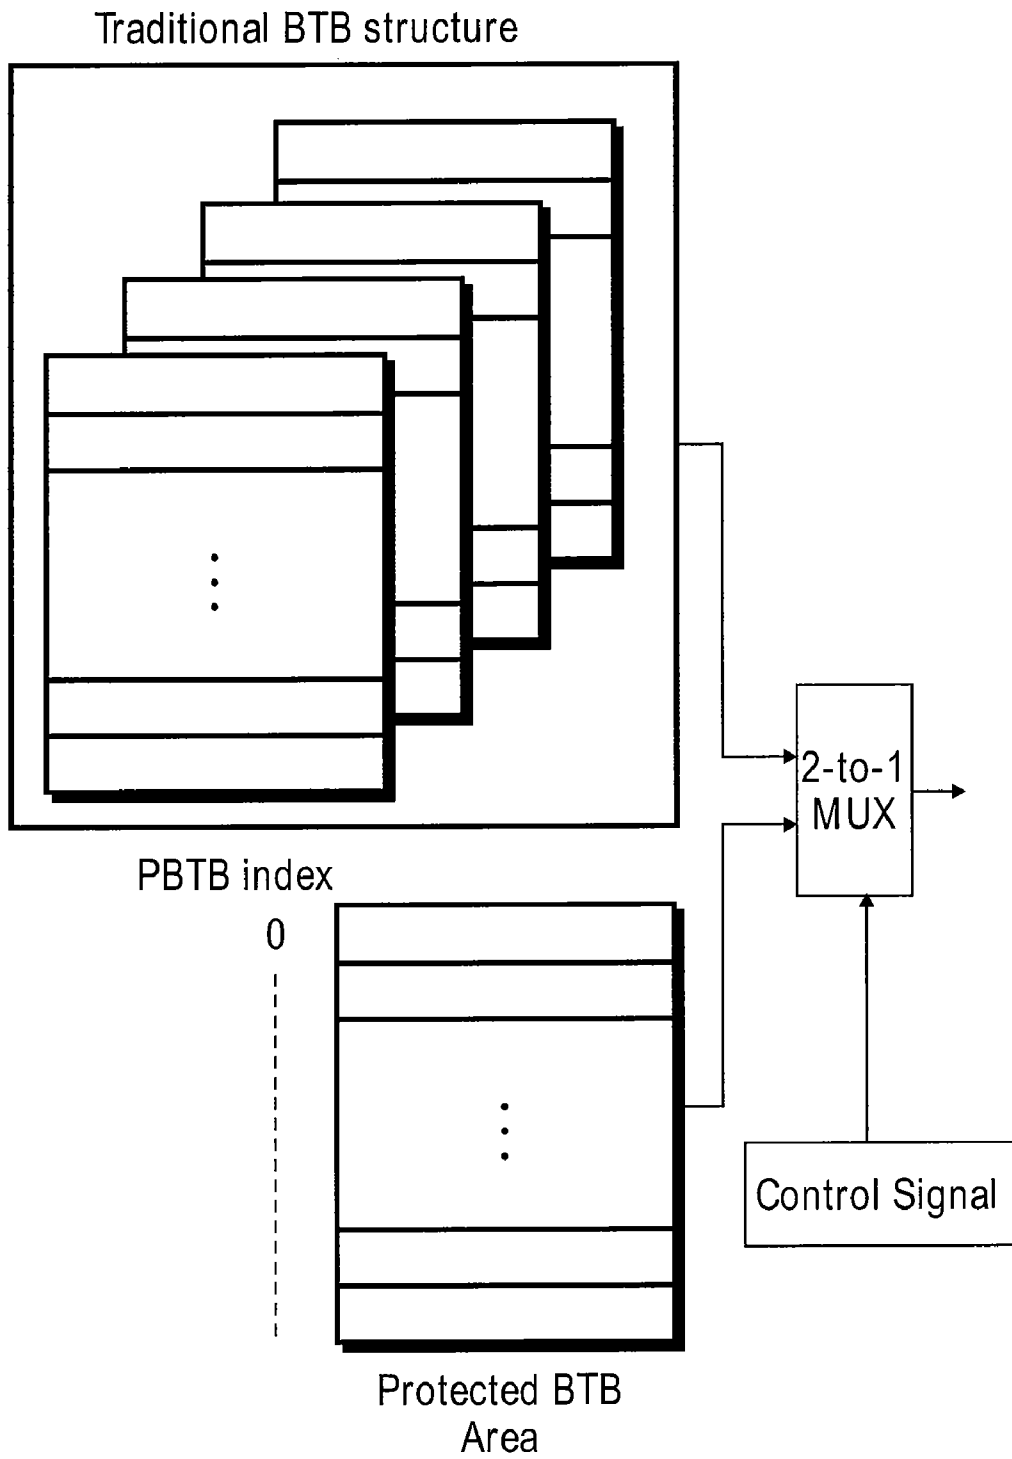 Traditional BTB structure
2-to-1
MUX
PBTB index
0
Control Signal
Protected BTB
Area